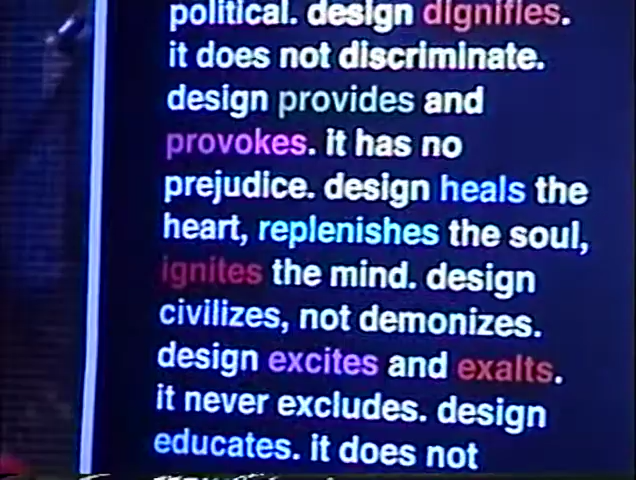 political. design dignifies.
it does not discriminate.
design provides and
provokes. it has no
prejudice. design heals the
heart, replenishes the soul,
ignites the mind. design
civilizes, not demonizes.
design excites and exalts.
it never excludes. design
educates. it does not